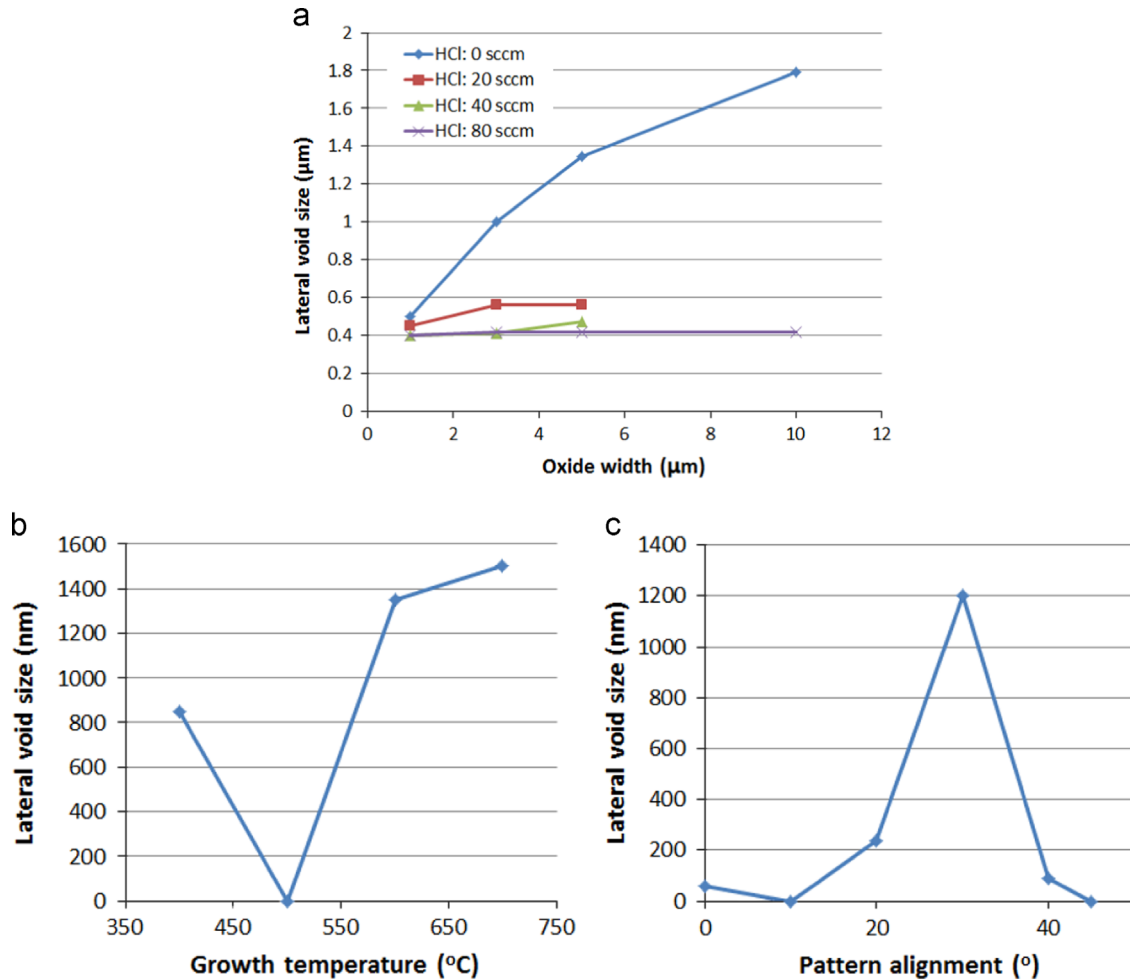 a
2
1.8
1.6
1.4
1.2
1
0.8
0.6
0.4
0.2
0
HCl: 0 sccm
HCl: 20 sccm
HCl: 40 sccm
HCl: 80 sccm
Lateral void size (µm)
0 2 4 6 8 10 12
Oxide width (µm)
b
1600
1400
1200
1000
800
600
400
200
0
Lateral void size (nm)
350 450 550 650 750
Growth temperature (ºC)
c
1400
1200
1000
800
600
400
200
0
Lateral void size (nm)
0 20 40
Pattern alignment (º)